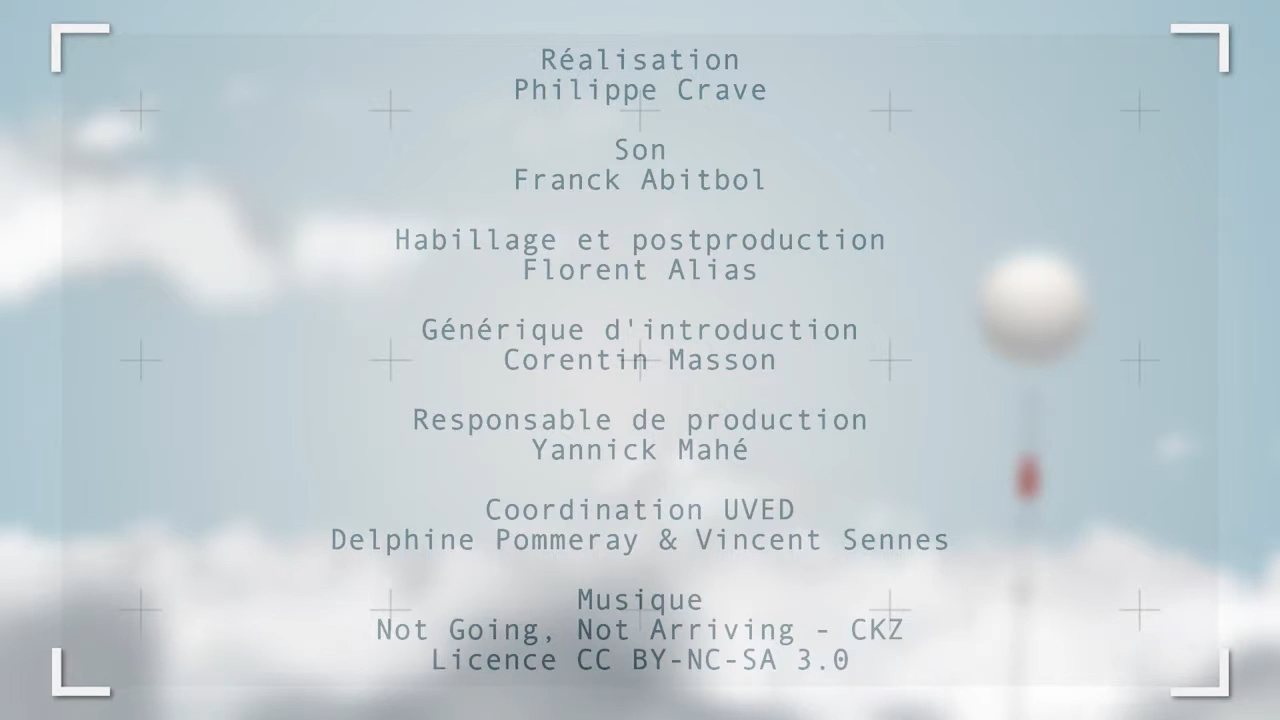 Réalisation
Philippe Crave
Son
Franck Abitbol
Habillage et postproduction
Florent Alias
Générique d'introduction
Corentin Masson
Responsable de production
Yannick Mahé
Coordination UVED
Delphine Pommeray & Vincent Sennes
Musique
Not Going, Not Arriving - CKZ
Licence CC BY-NC-SA 3.0